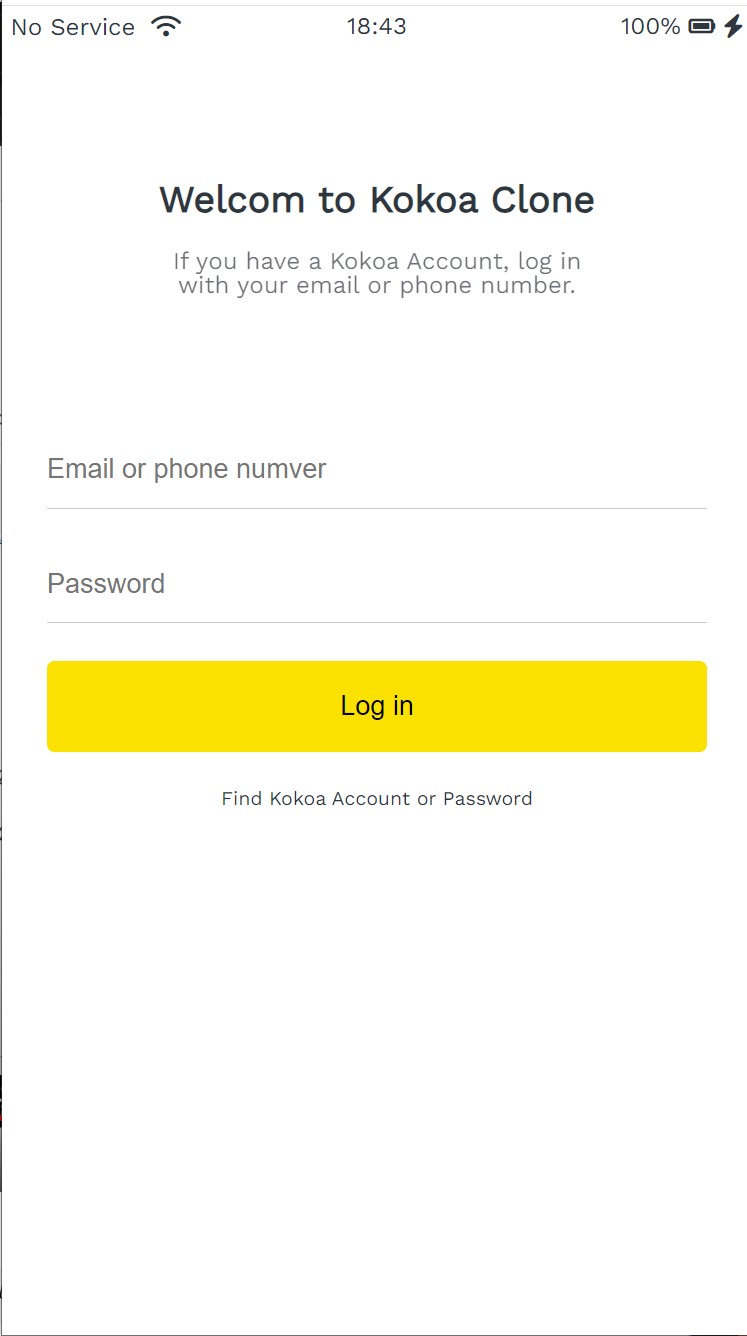 No Service 18:43 100%
Welcom to Kokoa Clone
If you have a Kokoa Account, log in
with your email or phone number.
Email or phone numver
Password
Log in
Find Kokoa Account or Password